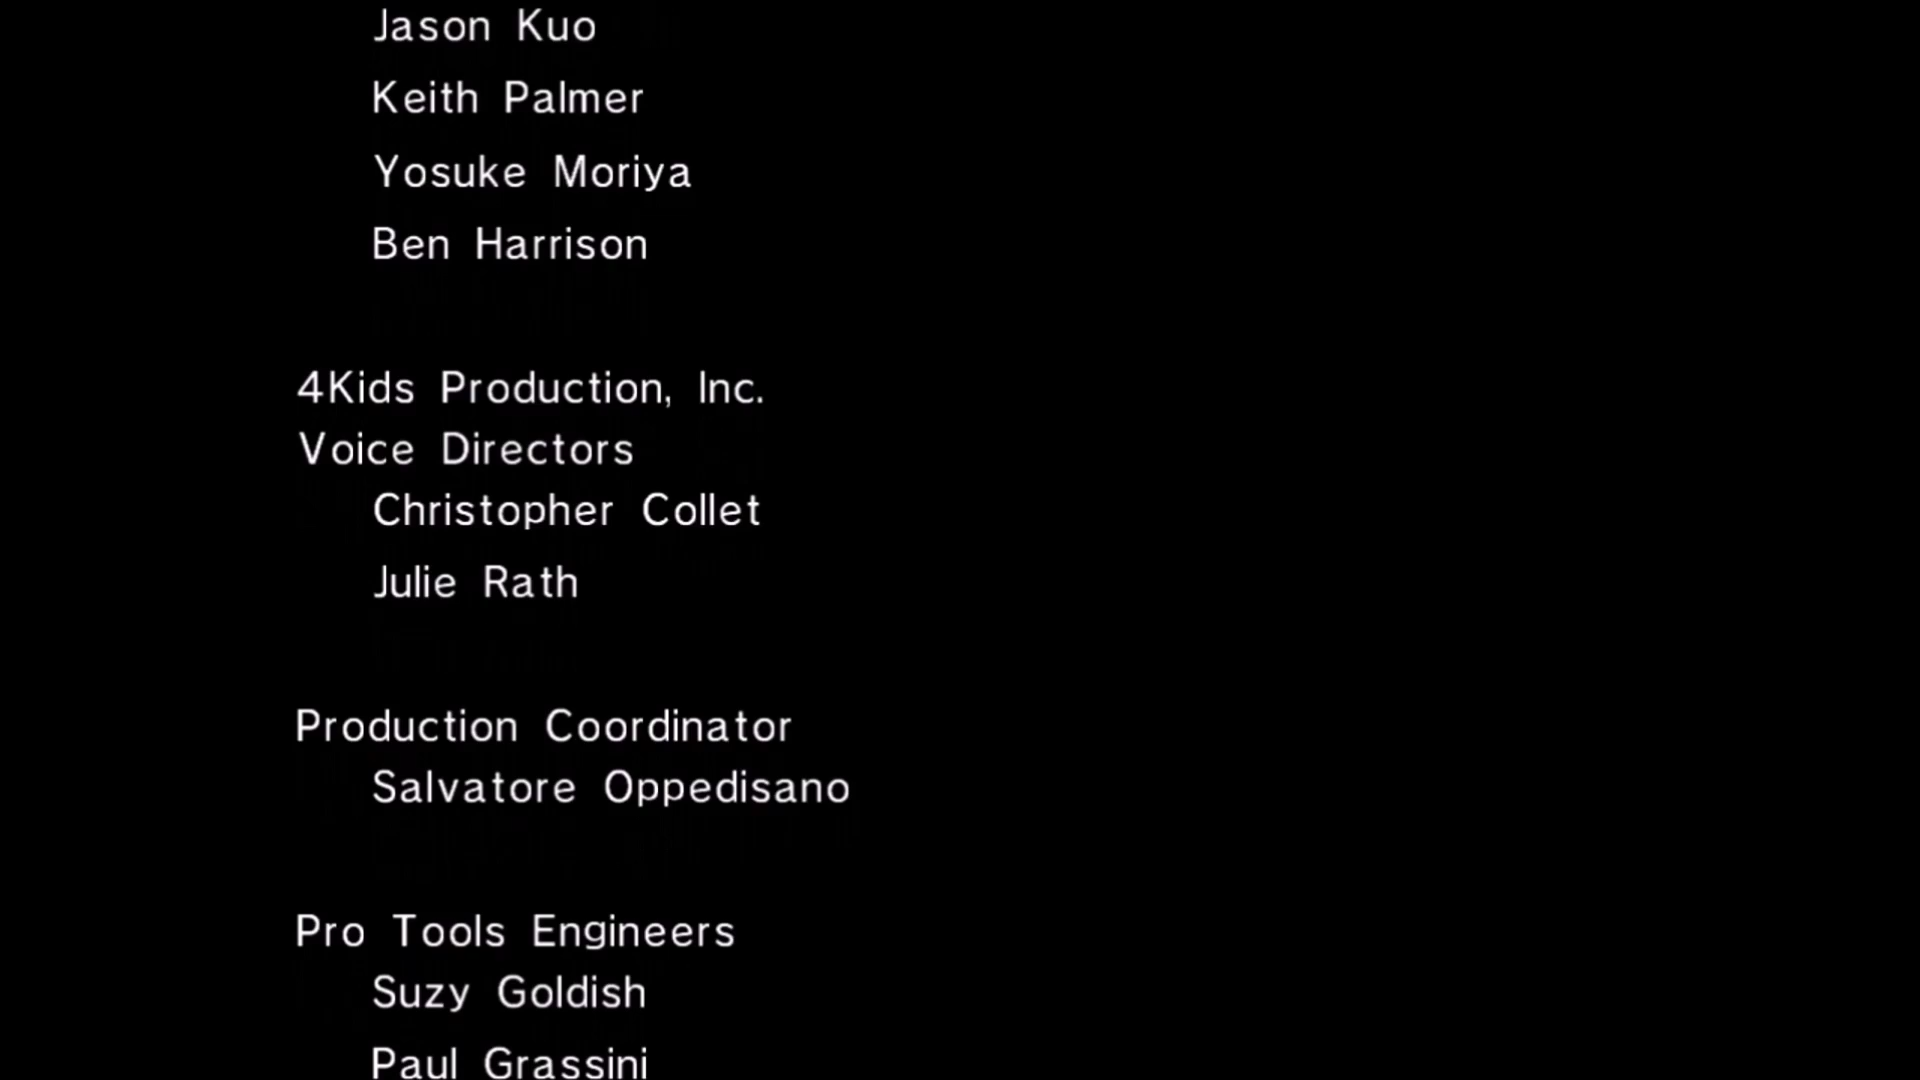 Jason Kuo
Keith Palmer
Yosuke Moriya
Ben Harrison
4Kids Production, Inc.
Voice Directors
Christopher Collet
Julie Rath
Production Coordinator
Salvatore Oppedisano
Pro Tools Engineers
Suzy Goldish
Paul Grassini